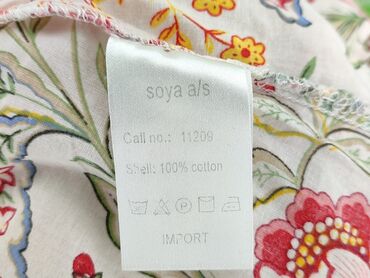 soya a/s
Call no.: 11209
Shell: 100% cotton
P
IMPORT